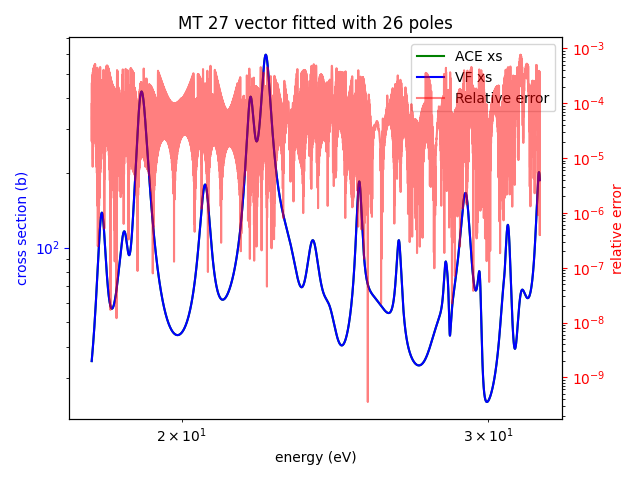 MT 27 vector fitted with 26 poles
ACE xs
VF xs
Relative error
cross section (b)
10²
relative error
10⁻³
10⁻⁴
10⁻⁵
10⁻⁶
10⁻⁷
10⁻⁸
10⁻⁹
2 × 10¹
3 × 10¹
energy (eV)